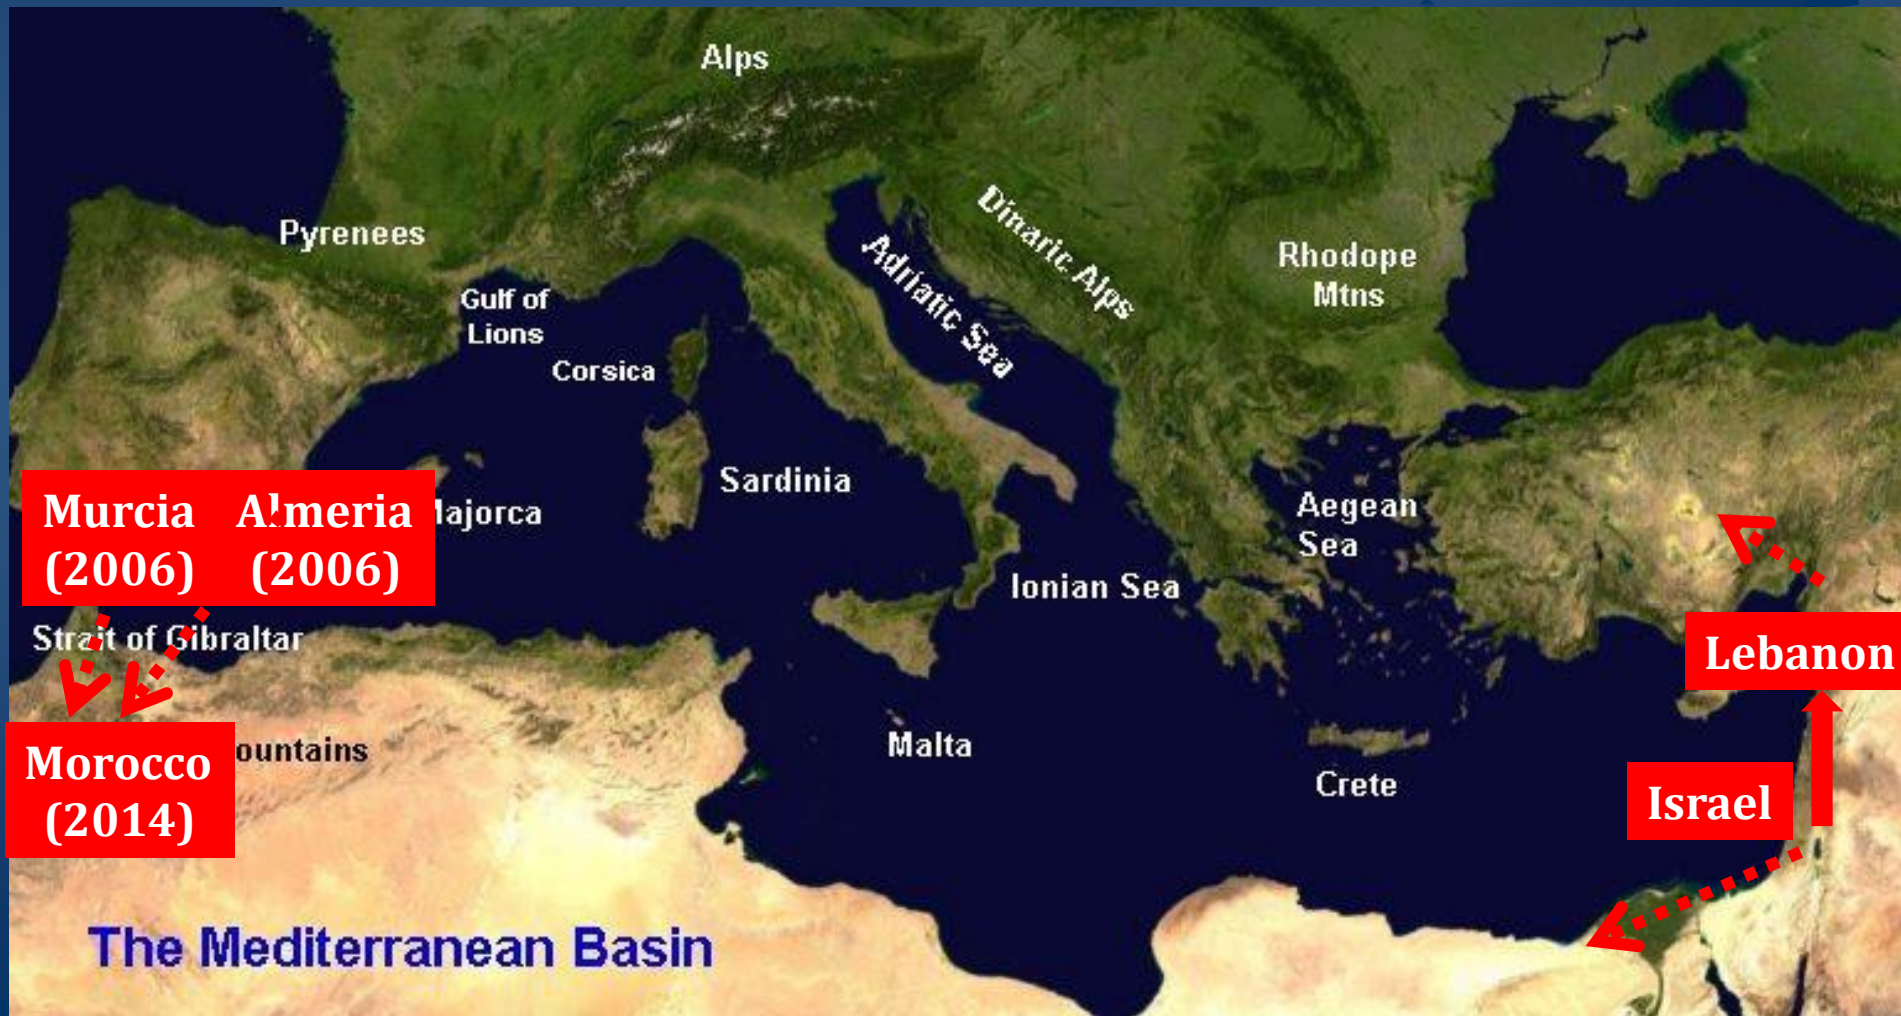 Alps
Pyrenees
Dinaric Alps
Adriatic Sea
Rhodope
Mtns
Gulf of
Lions
Corsica
Sardinia
Aegean
Sea
Murcia Almeria
(2006) (2006)
ajorca
Ionian Sea
Strait of Gibraltar
Lebanon
Morocco
(2014)
ountains
Malta
Crete
Israel
The Mediterranean Basin